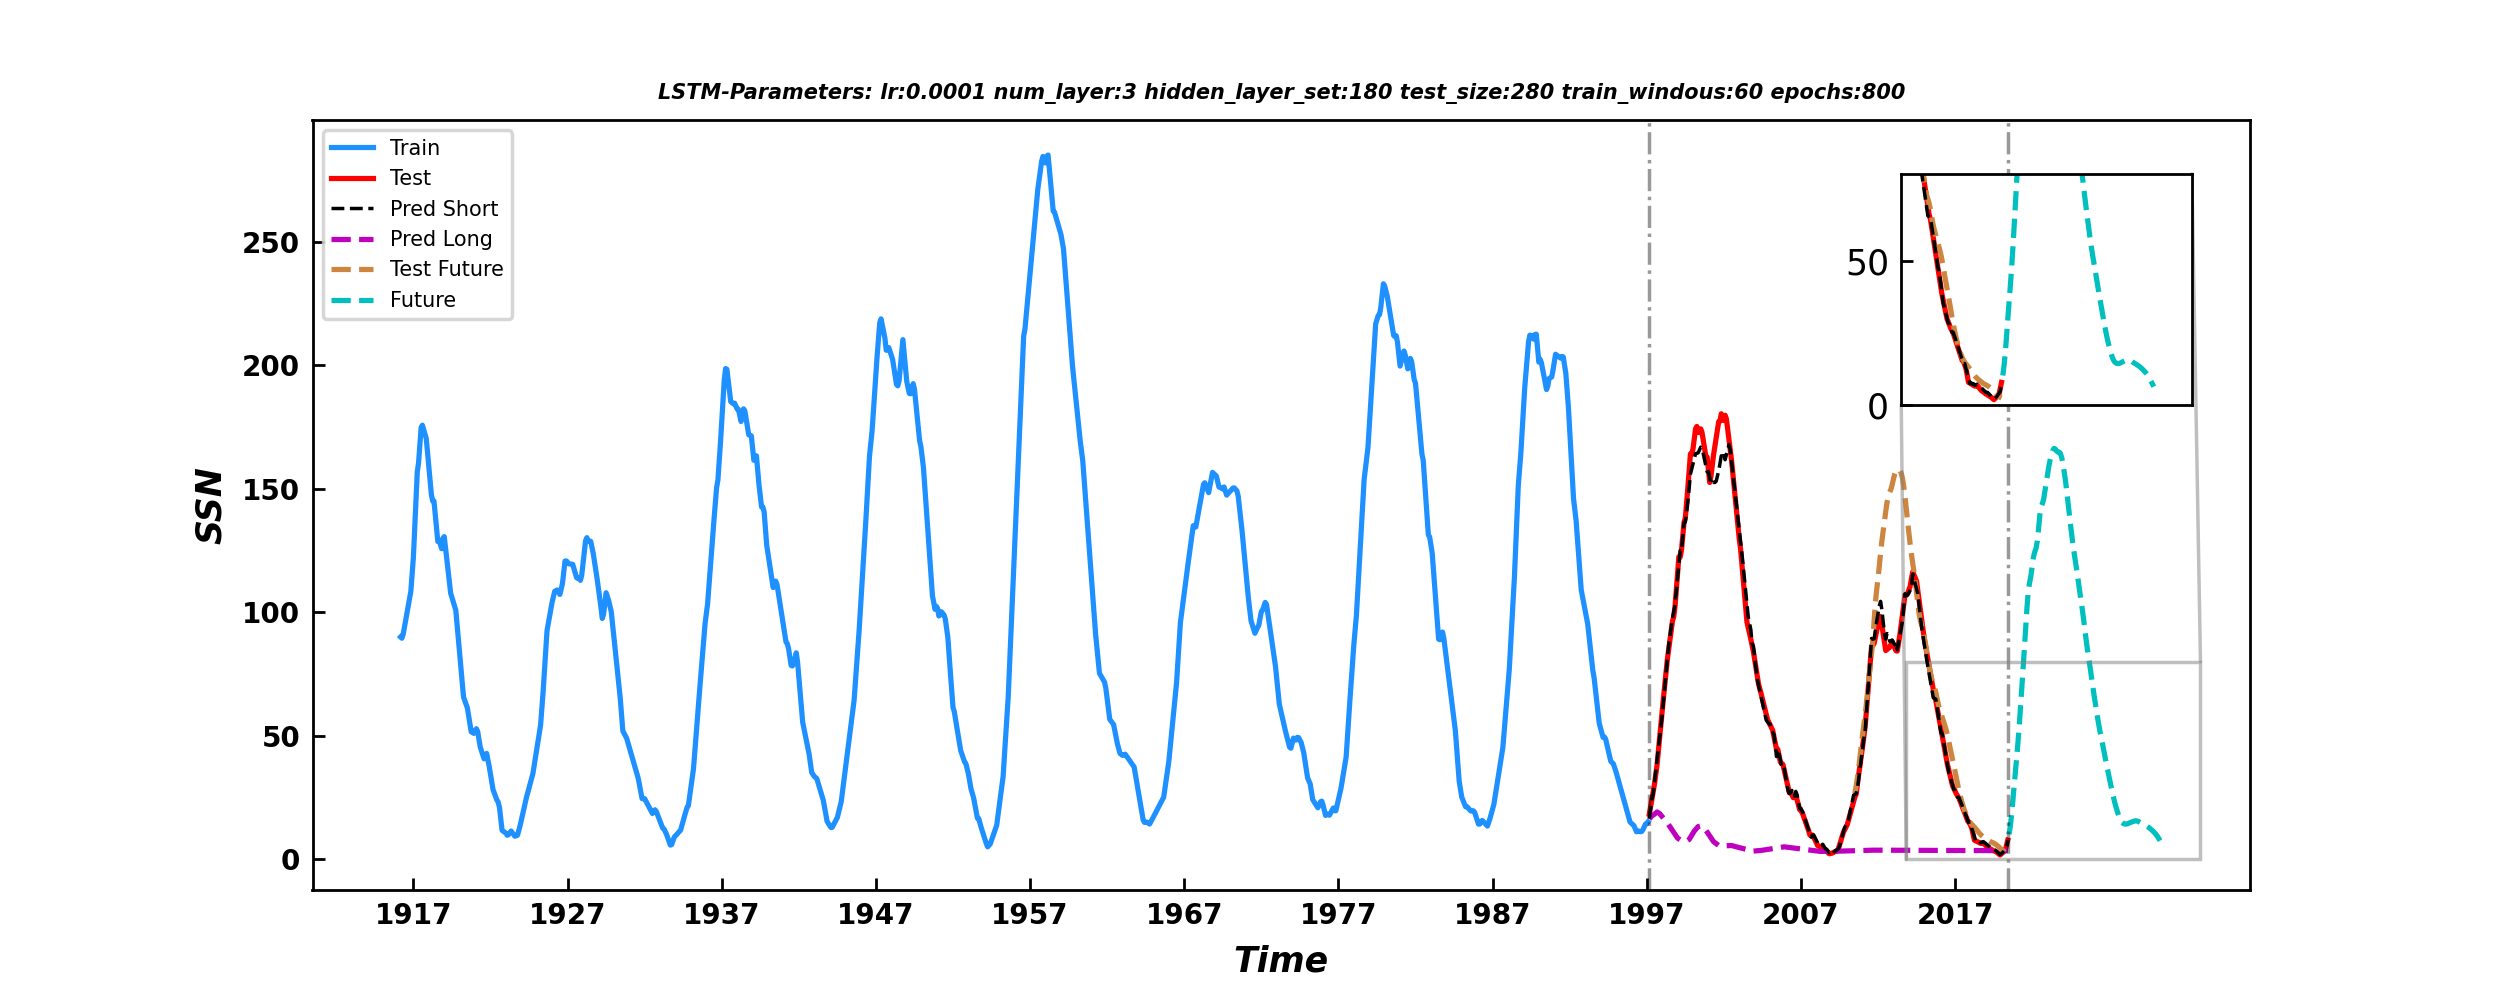 LSTM-Parameters: lr:0.0001 num_layer:3 hidden_layer_set:180 test_size:280 train_windous:60 epochs:800
Train
Test
Pred Short
Pred Long
Test Future
Future
250
200
150
100
50
0
SSN
50
0
1917 1927 1937 1947 1957 1967 1977 1987 1997 2007 2017
Time